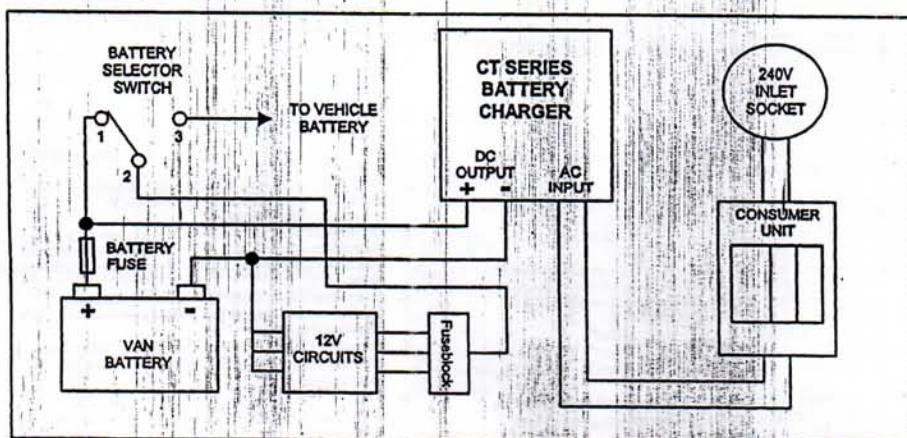 BATTERY
SELECTOR
SWITCH
1
2
3
TO VEHICLE
BATTERY
CT SERIES
BATTERY
CHARGER
DC
OUTPUT
+ -
AC
INPUT
240V
INLET
SOCKET
CONSUMER
UNIT
BATTERY
FUSE
+ -
VAN
BATTERY
12V
CIRCUITS
Fuseblock